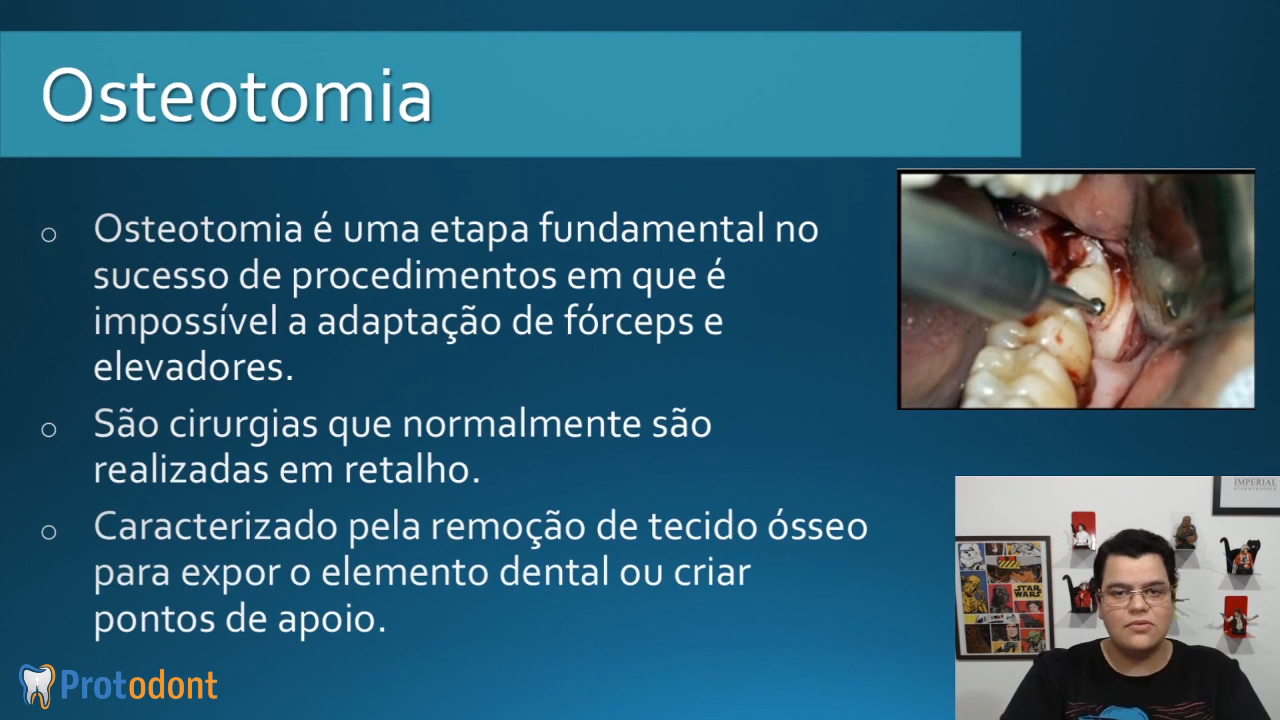 Osteotomia
o Osteotomia é uma etapa fundamental no
sucesso de procedimentos em que é
impossível a adaptação de fórceps e
elevadores.
o São cirurgias que normalmente são
realizadas em retalho.
o Caracterizado pela remoção de tecido ósseo
para expor o elemento dental ou criar
pontos de apoio.
Protodont
IMPERIAL
STAR
WARS